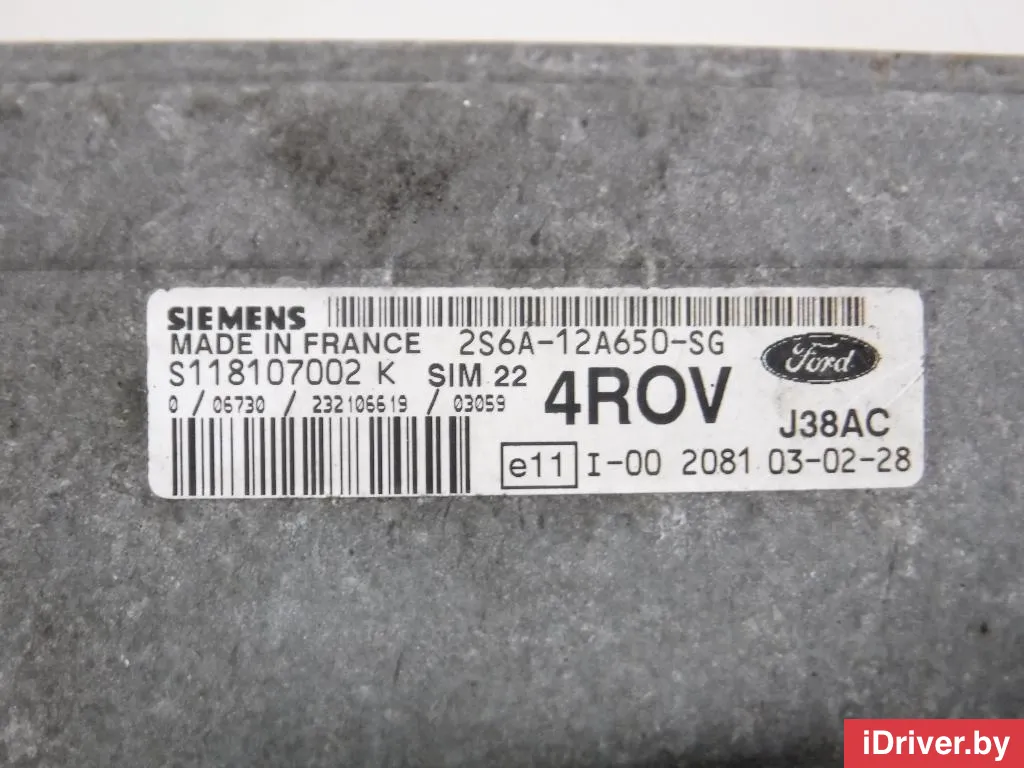 SIEMENS
MADE IN FRANCE 2S6A-12A650-SG
Ford
S118107002 K SIM 22
0 / 06730 / 232106619 / 03059
4ROV
J38AC
e11 I-00 2081 03-02-28
iDriver.by